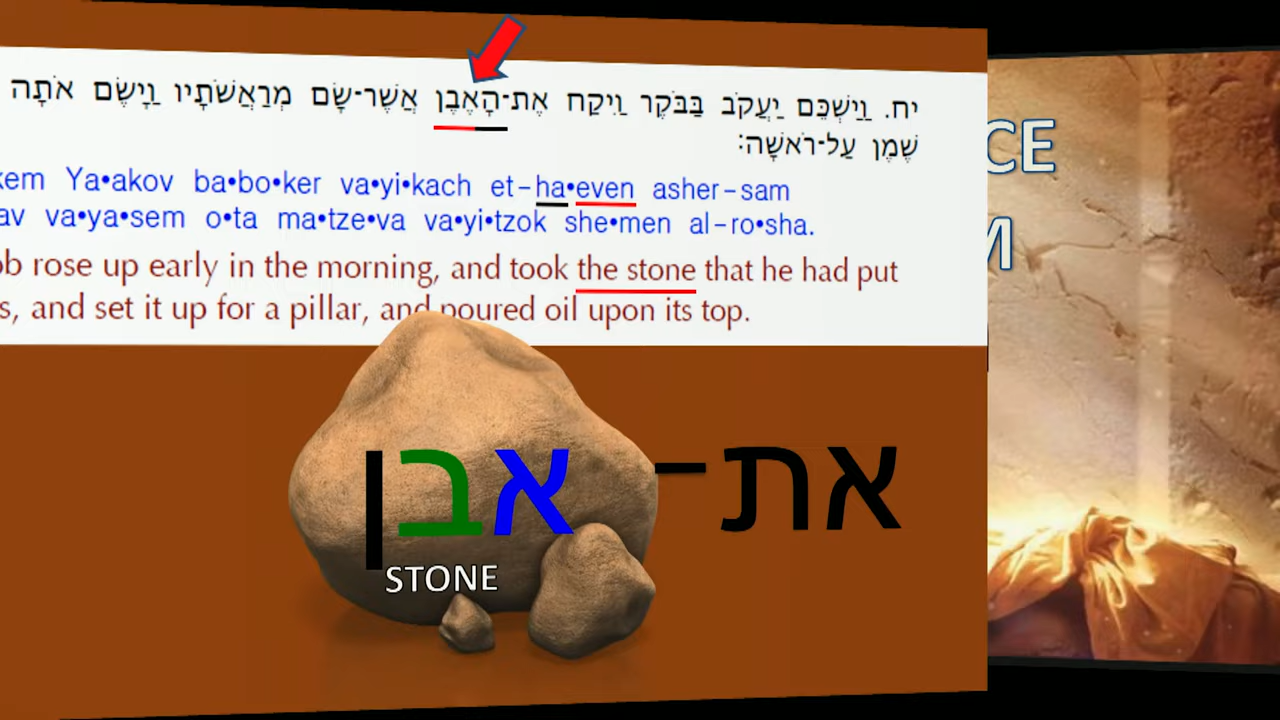 יח. וַיַּשְׁכֵּם יַעֲקֹב בַּבֹּקֶר וַיִּקַּח אֶת־הָאֶבֶן אֲשֶׁר־שָׂם מְרַאֲשֹׁתָיו וַיָּשֶׂם אֹתָהּ
שֶׁמֶן עַל־רֹאשָׁהּ:
kem Ya•akov ba•bo•ker va•yi•kach et-ha•even asher-sam
av va•ya•sem o•ta ma•tze•va va•yi•tzok she•men al-ro•sha.
ob rose up early in the morning, and took the stone that he had put
s, and set it up for a pillar, and poured oil upon its top.
את-אבן
STONE
CE
M